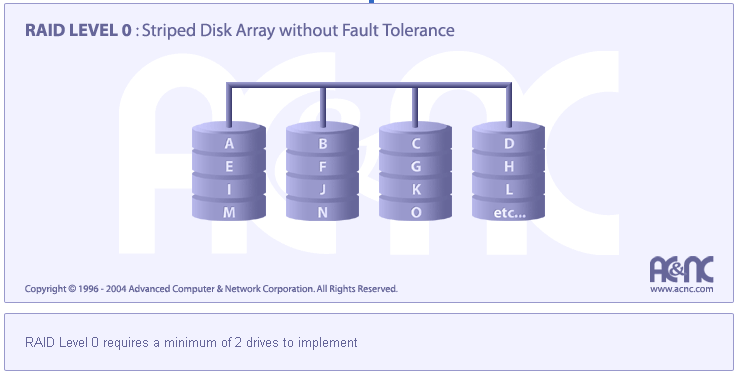 RAID LEVEL 0 : Striped Disk Array without Fault Tolerance
A B C D
E F G H
I J K L
M N O etc...
AC&NC
www.acnc.com
Copyright © 1996 - 2004 Advanced Computer & Network Corporation. All Rights Reserved.
RAID Level 0 requires a minimum of 2 drives to implement